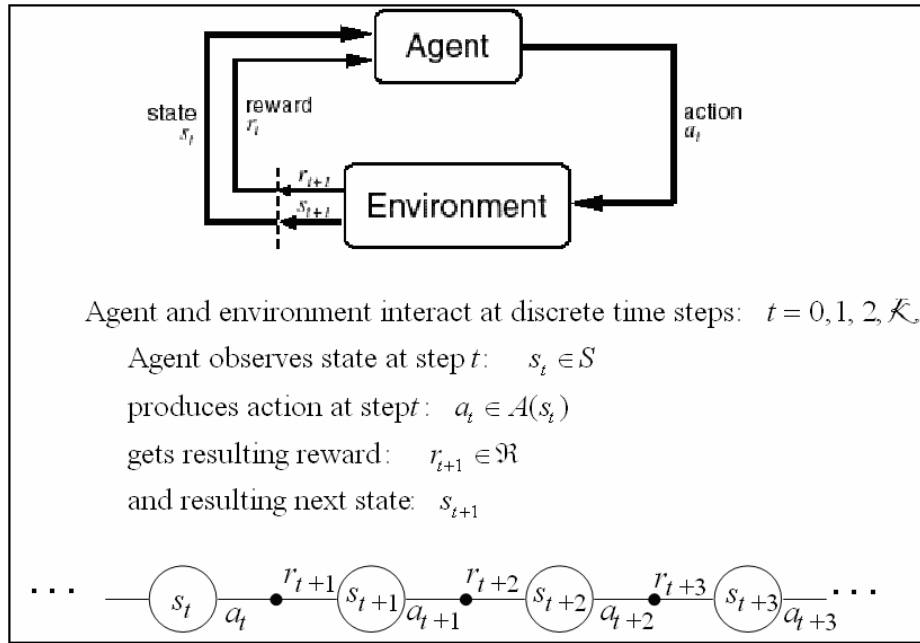 Agent
state
s_t
reward
r_t
action
a_t
r_{t+1}
s_{t+1}
Environment
Agent and environment interact at discrete time steps: t = 0, 1, 2, K,
Agent observes state at step t: s_t ∈ S
produces action at stept: a_t ∈ A(s_t)
gets resulting reward: r_{t+1} ∈ ℜ
and resulting next state: s_{t+1}
... s_t a_t r_{t+1} s_{t+1} a_{t+1} r_{t+2} s_{t+2} a_{t+2} r_{t+3} s_{t+3} a_{t+3} ...